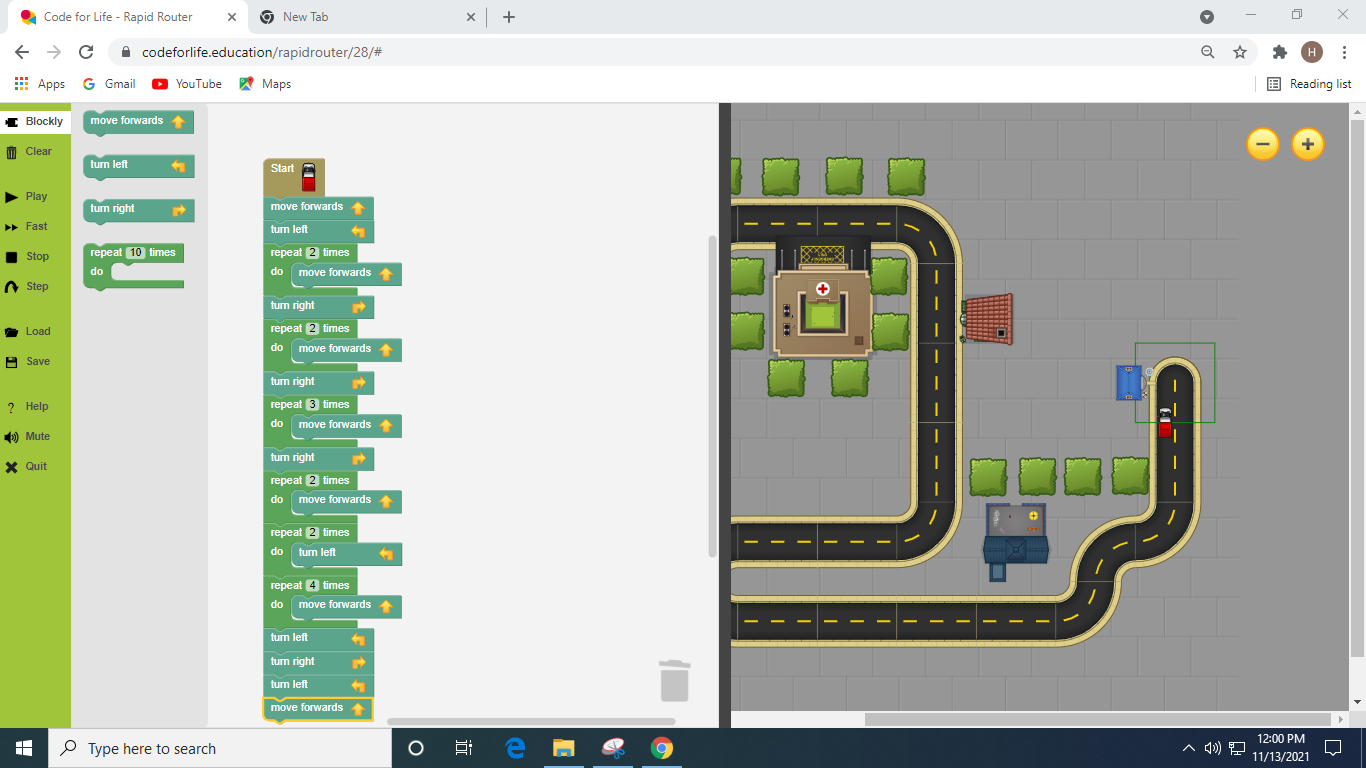 Code for Life - Rapid Router
New Tab
codeforlife.education/rapidrouter/28/#
H
Apps
Gmail
YouTube
Maps
Reading list
Blockly
Clear
Play
Fast
Stop
Step
Load
Save
Help
Mute
Quit
move forwards
turn left
turn right
repeat 10 times
do
Start
move forwards
turn left
repeat 2 times
do move forwards
turn right
repeat 2 times
do move forwards
turn right
repeat 3 times
do move forwards
turn right
repeat 2 times
do move forwards
repeat 2 times
do turn left
repeat 4 times
do move forwards
turn left
turn right
turn left
move forwards
Type here to search
12:00 PM
11/13/2021